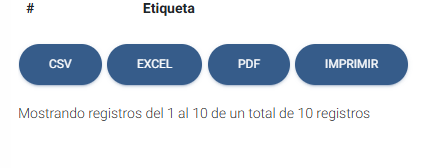 # Etiqueta
CSV EXCEL PDF IMPRIMIR
Mostrando registros del 1 al 10 de un total de 10 registros